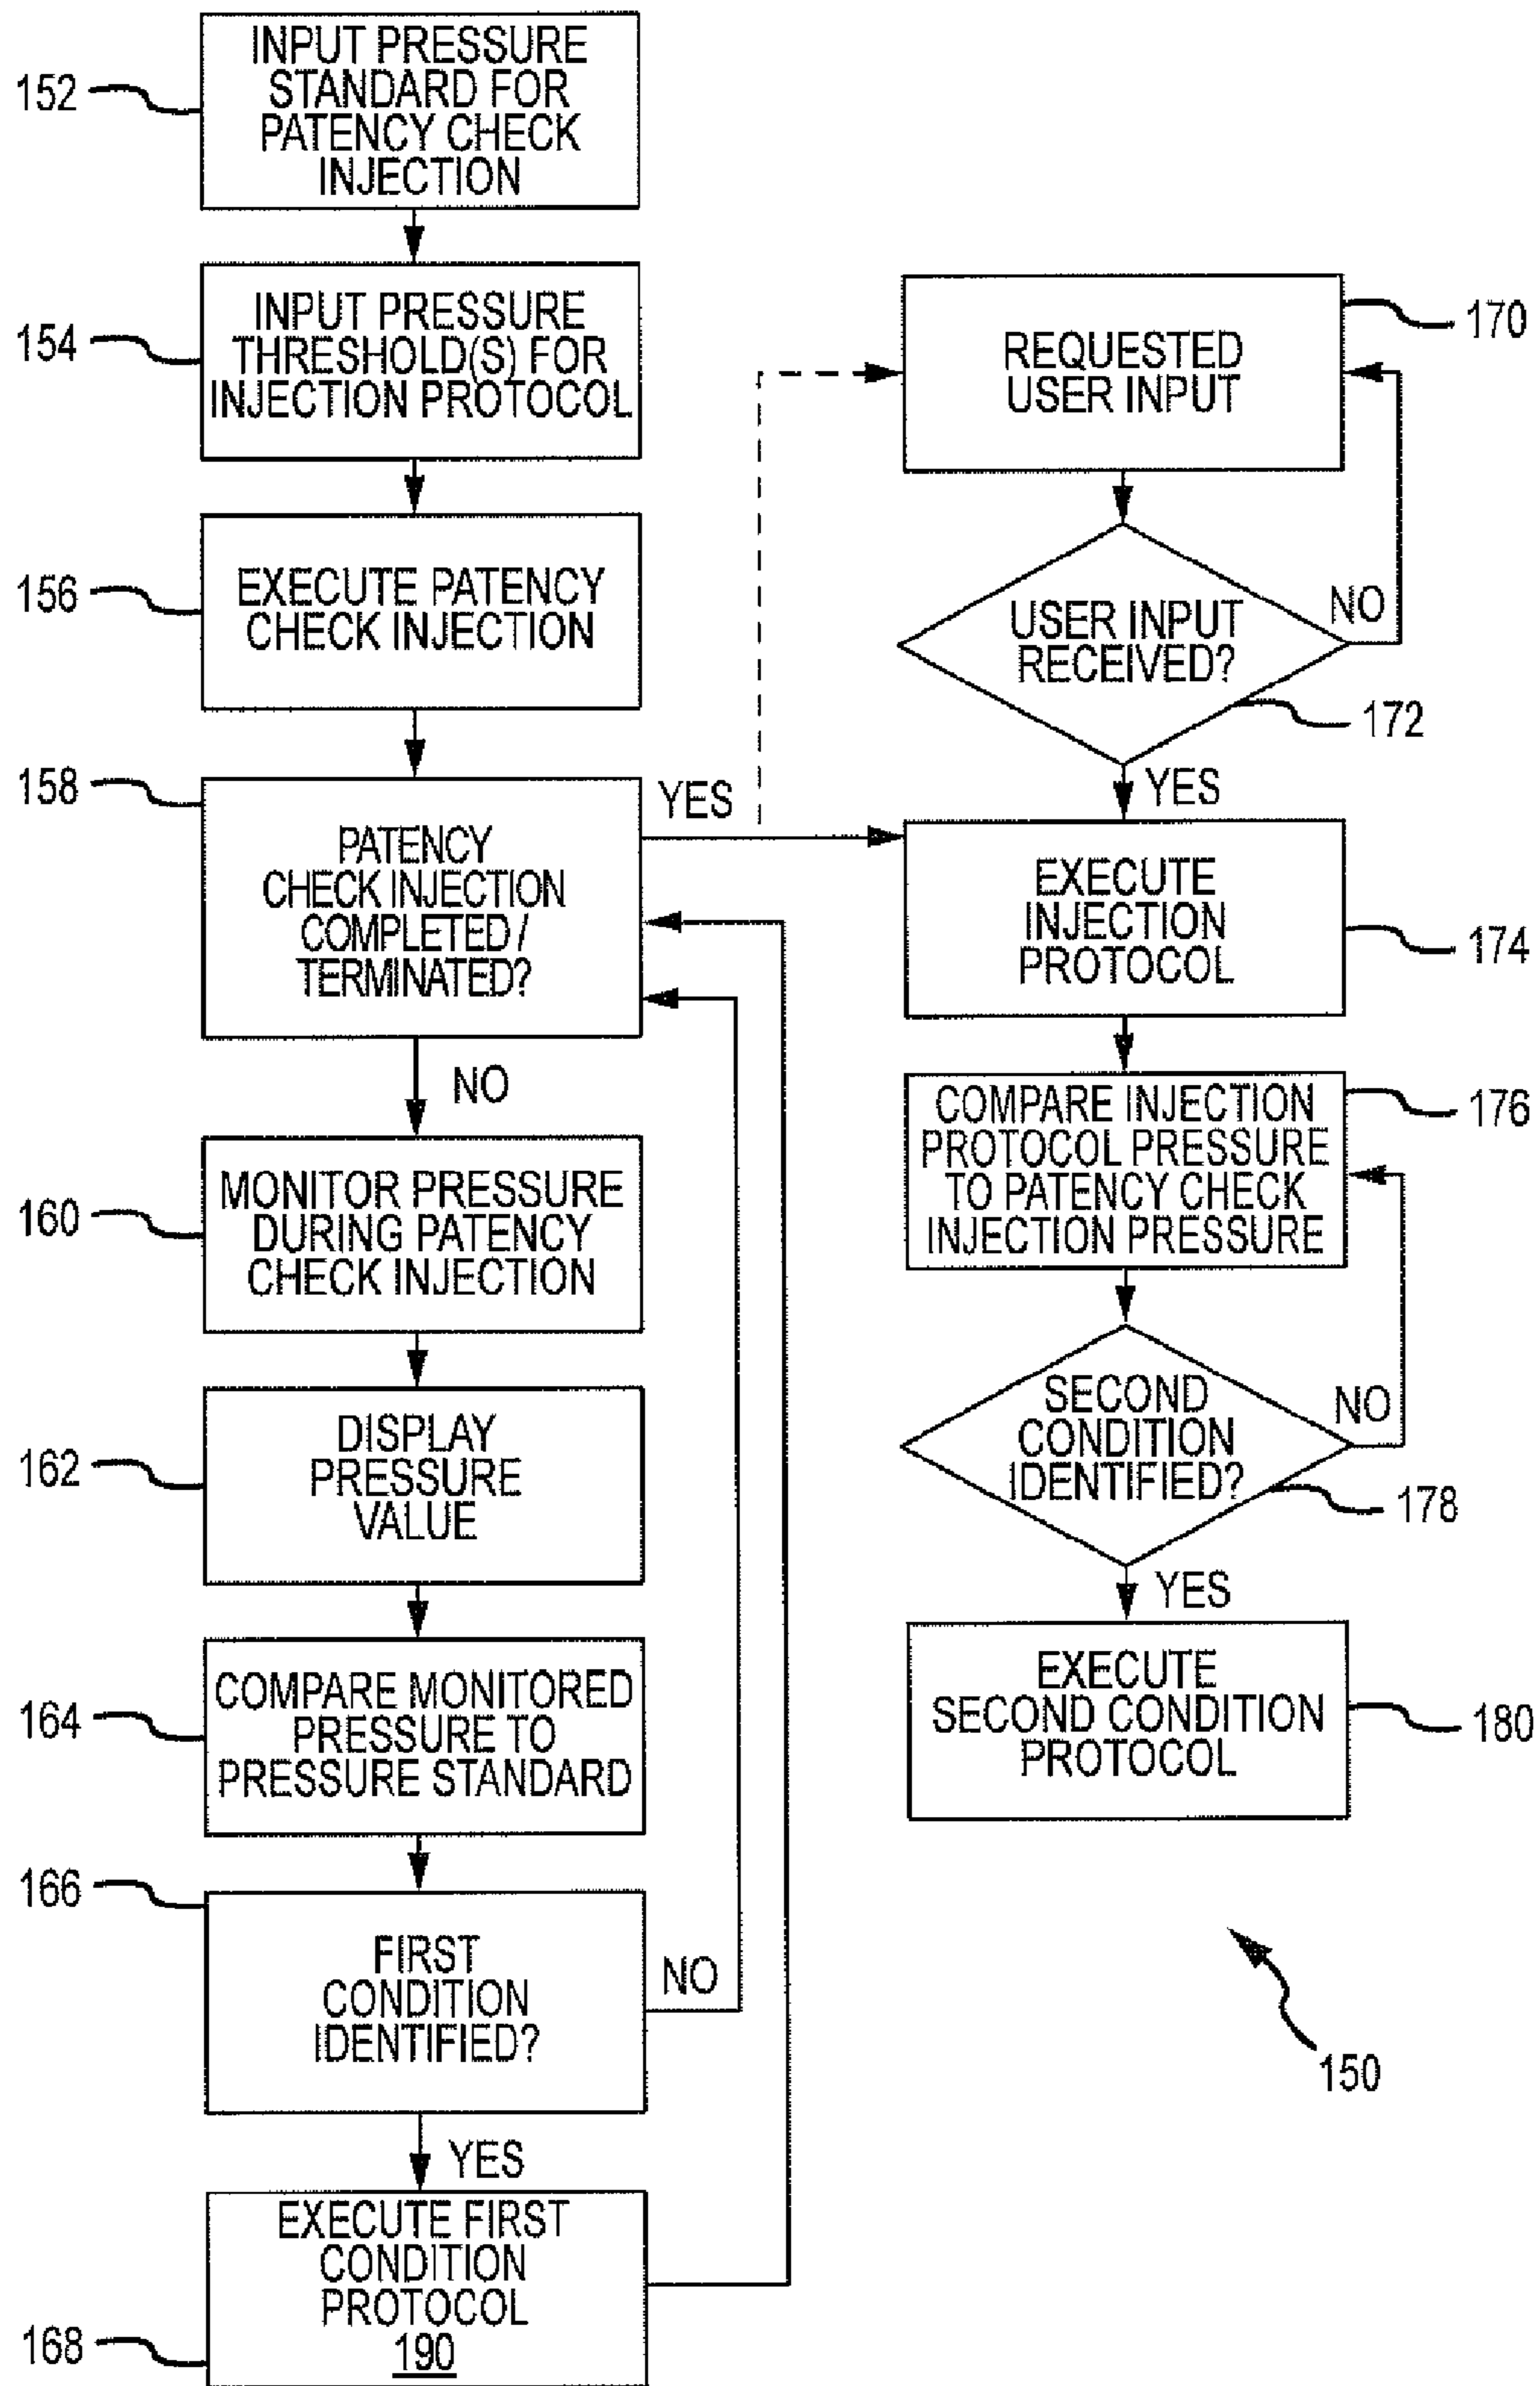 152
INPUT PRESSURE
STANDARD FOR
PATENCY CHECK
INJECTION
154
INPUT PRESSURE
THRESHOLD(S) FOR
INJECTION PROTOCOL
156
EXECUTE PATENCY
CHECK INJECTION
158
PATENCY
CHECK INJECTION
COMPLETED /
TERMINATED?
YES
NO
160
MONITOR PRESSURE
DURING PATENCY
CHECK INJECTION
162
DISPLAY
PRESSURE
VALUE
164
COMPARE MONITORED
PRESSURE TO
PRESSURE STANDARD
166
FIRST
CONDITION
IDENTIFIED?
NO
YES
168
EXECUTE FIRST
CONDITION
PROTOCOL
190
170
REQUESTED
USER INPUT
USER INPUT
RECEIVED?
NO
172
YES
EXECUTE
INJECTION
PROTOCOL
174
COMPARE INJECTION
PROTOCOL PRESSURE
TO PATENCY CHECK
INJECTION PRESSURE
176
SECOND
CONDITION
IDENTIFIED?
NO
178
YES
EXECUTE
SECOND CONDITION
PROTOCOL
180
150